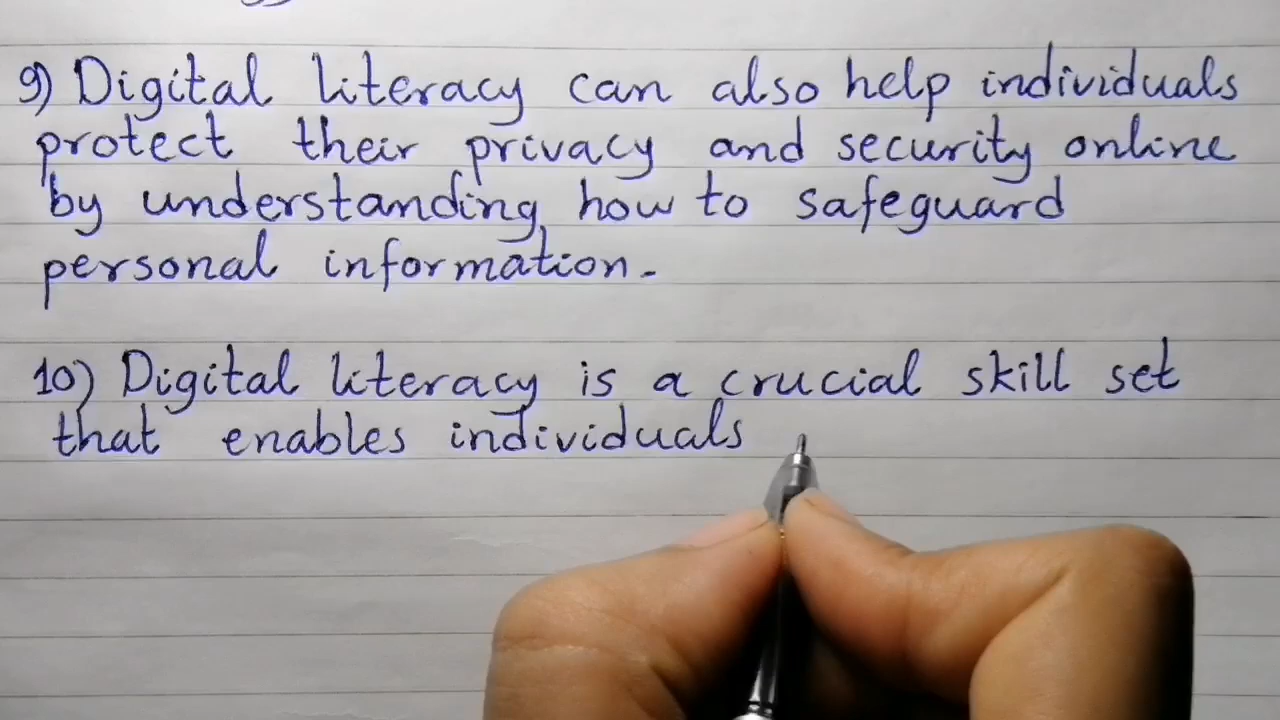 9) Digital literacy can also help individuals
protect their privacy and security online
by understanding how to safeguard
personal information.
10) Digital literacy is a crucial skill set
that enables individuals